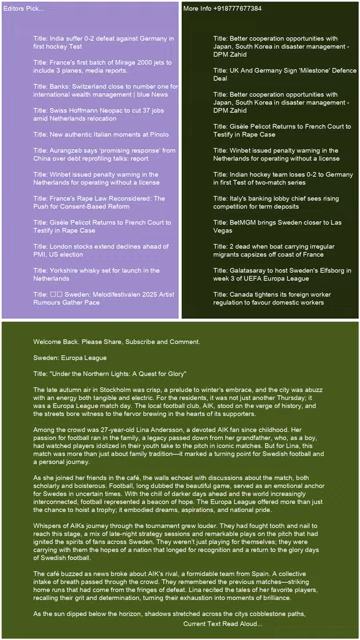 Editors Pick...
Title: India suffer 0-2 defeat against Germany in
first hockey Test
Title: France's first batch of Mirage 2000 jets to
include 3 planes, media reports
Title: Banks: Switzerland close to number one for
international wealth management | blue News
Title: Swiss Hoffmann Neopac to cut 37 jobs
amidst Netherlands relocation
Title: New authentic Italian moments at Pinolo
Title: Aurangzeb says 'promising response' from
China over debt reprofiling talks: report
Title: Winbet issued penalty warning in the
Netherlands for operating without a license
Title: France's Rape Law Reconsidered: The
Push for Consent-Based Reform
Title: Gisèle Pelicot Returns to French Court to
Testify in Rape Case
Title: London stocks extend declines ahead of
PMI, US election
Title: Yorkshire whisky set for launch in the
Netherlands
Title: □□ Sweden: Melodifestivalen 2025 Artist
Rumours Gather Pace
More Info +918777677384
Title: Better cooperation opportunities with
Japan, South Korea in disaster management -
DPM Zahid
Title: UK And Germany Sign 'Milestone' Defence
Deal
Title: Better cooperation opportunities with
Japan, South Korea in disaster management -
DPM Zahid
Title: Gisèle Pelicot Returns to French Court to
Testify in Rape Case
Title: Winbet issued penalty warning in the
Netherlands for operating without a license
Title: Indian hockey team loses 0-2 to Germany
in first Test of two-match series
Title: Italy's banking lobby chief sees rising
competition for term deposits
Title: BetMGM brings Sweden closer to Las
Vegas
Title: 2 dead when boat carrying irregular
migrants capsizes off coast of France
Title: Galatasaray to host Sweden's Elfsborg in
week 3 of UEFA Europa League
Title: Canada tightens its foreign worker
regulation to favour domestic workers
Welcome Back. Please Share, Subscribe and Comment.
Sweden: Europa League
Title: "Under the Northern Lights: A Quest for Glory"
The late autumn air in Stockholm was crisp, a prelude to winter's embrace, and the city was abuzz
with an energy both tangible and electric. For the residents, it was not just another Thursday; it
was a Europa League match day. The local football club, AIK, stood on the verge of history, and
the streets bore witness to the fervor brewing in the hearts of its supporters.
Among the crowd was 27-year-old Lina Andersson, a devoted AIK fan since childhood. Her
passion for football ran in the family, a legacy passed down from her grandfather, who, as a boy,
had watched players idolized in their youth take to the pitch in iconic matches. But for Lina, this
match was more than just about family tradition—it marked a turning point for Swedish football and
a personal journey.
As she joined her friends in the café, the walls echoed with discussions about the match, both
scholarly and boisterous. Football, long dubbed the beautiful game, served as an emotional anchor
for Swedes in uncertain times. With the chill of darker days ahead and the world increasingly
interconnected, football represented a beacon of hope. The Europa League offered more than just
the chance to hoist a trophy; it embodied dreams, aspirations, and national pride.
Whispers of AIKs journey through the tournament grew louder. They had fought tooth and nail to
reach this stage, a mix of late-night strategy sessions and remarkable plays on the pitch that had
ignited the spirits of fans across Sweden. They weren't just playing for themselves; they were
carrying with them the hopes of a nation that longed for recognition and a return to the glory days
of Swedish football.
The café buzzed as news broke about AIK's rival, a formidable team from Spain. A collective
intake of breath passed through the crowd. They remembered the previous matches—striking
home runs that had come from the fringes of defeat. Lina recited the tales of her favorite players,
recalling their grit and determination, turning their exhaustion into moments of brilliance.
As the sun dipped below the horizon, shadows stretched across the citys cobblestone paths,
Current Text Read Aloud...